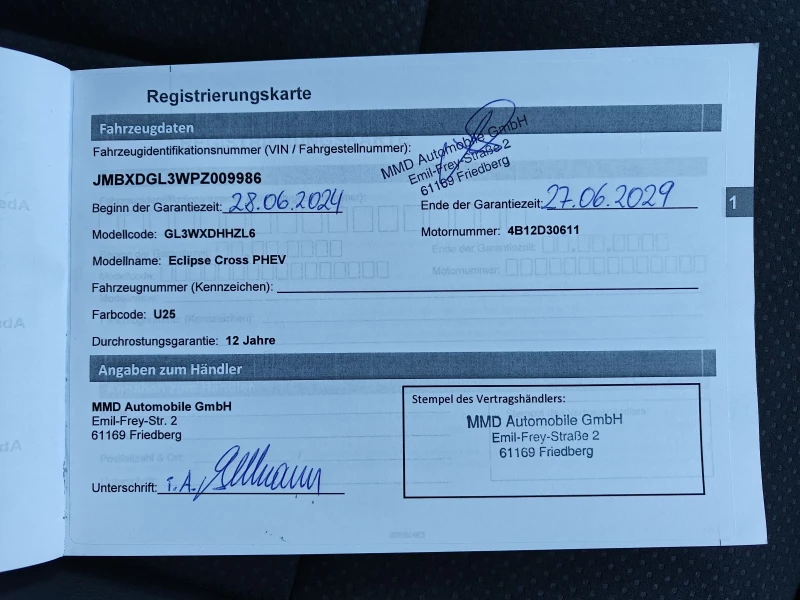 Registrierungskarte
Fahrzeugdaten
Fahrzeugidentifikationsnummer (VIN / Fahrgestellnummer):
MMD Automobile GmbH
Emil-Frey-Straße 2
61169 Friedberg
JMBXDGL3WPZ009986
Beginn der Garantiezeit: 28.06.2024 Ende der Garantiezeit: 27.06.2029
1
Modellcode: GL3WXDHHZL6 Motornummer: 4B12D30611
Modellname: Eclipse Cross PHEV
Fahrzeugnummer (Kennzeichen):
Farbcode: U25
Durchrostungsgarantie: 12 Jahre
Angaben zum Händler
MMD Automobile GmbH
Emil-Frey-Str. 2
61169 Friedberg
Unterschrift: i.A.
Stempel des Vertragshändlers:
MMD Automobile GmbH
Emil-Frey-Straße 2
61169 Friedberg